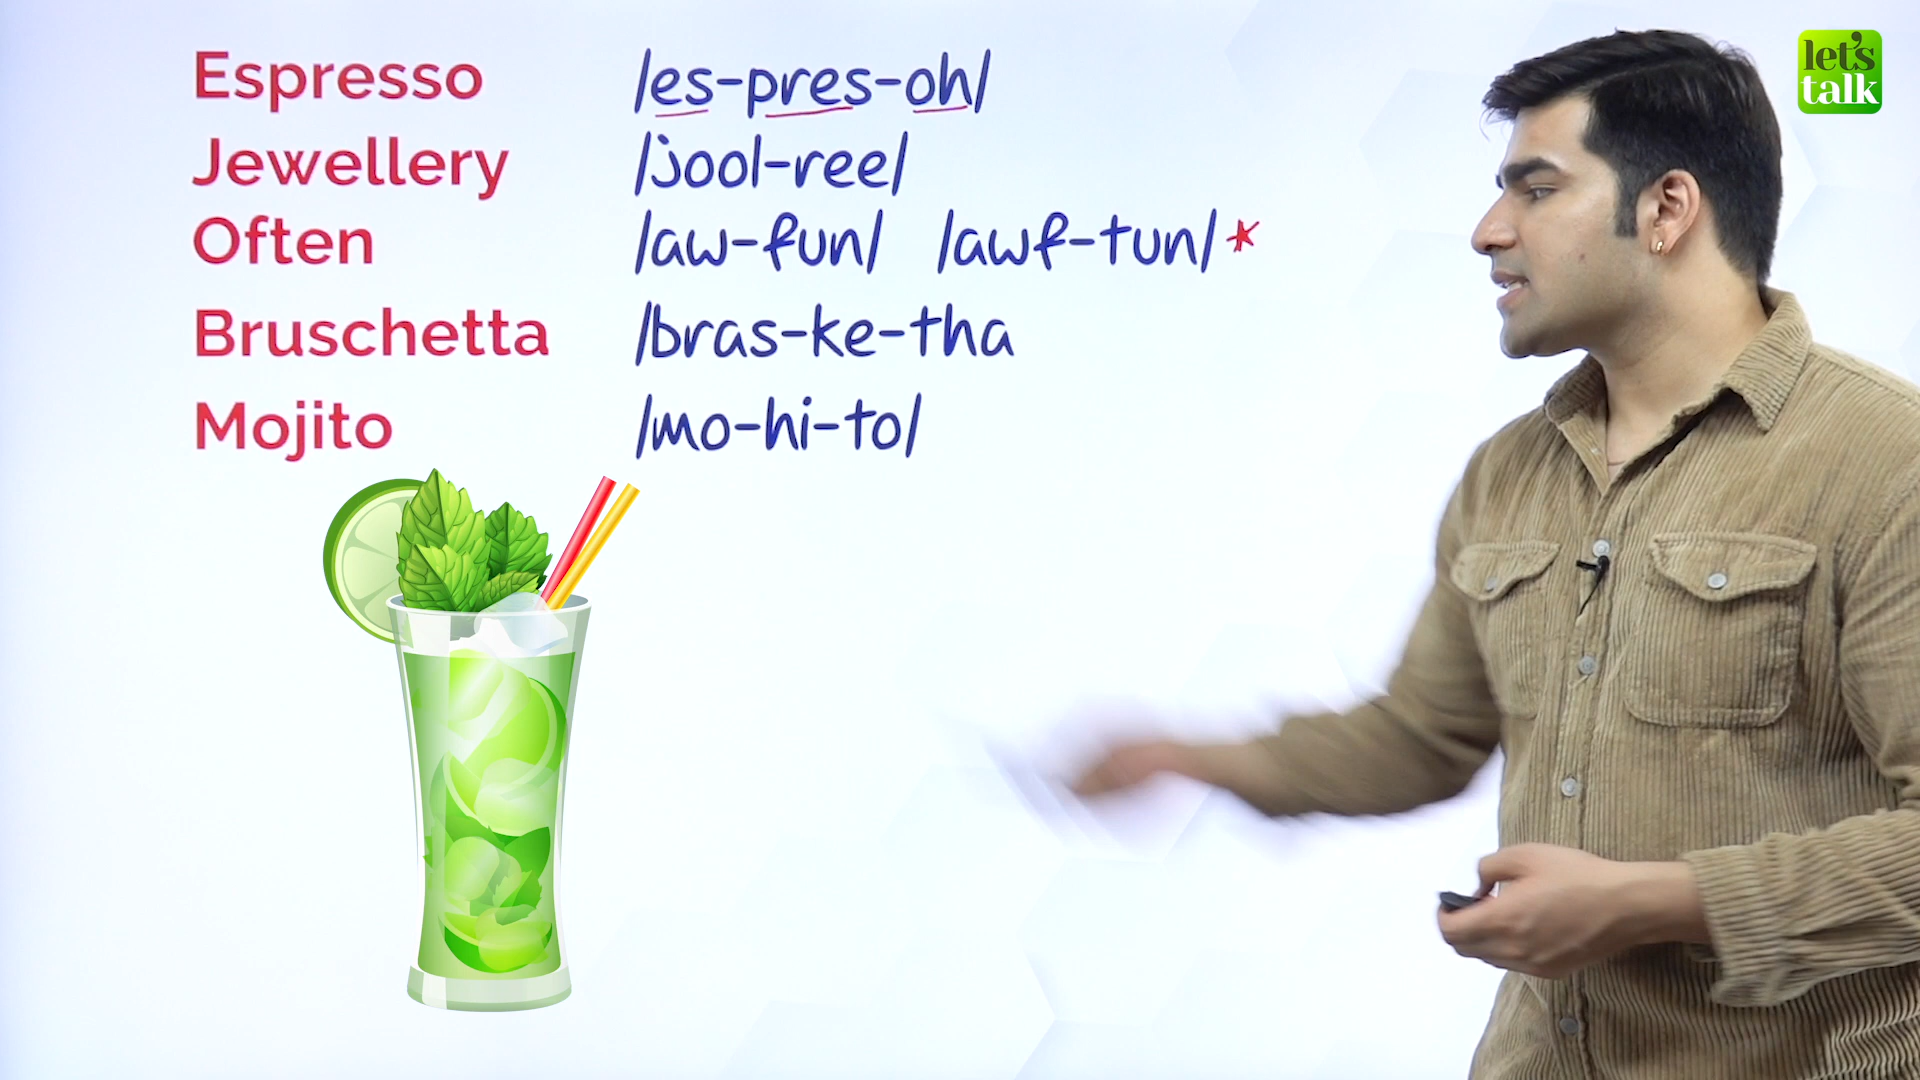 Espresso /es-pres-oh/
Jewellery /jool-ree/
Often /aw-fun/ /awf-tun/*
Bruschetta /bras-ke-tha
Mojito /mo-hi-to/
let's
talk